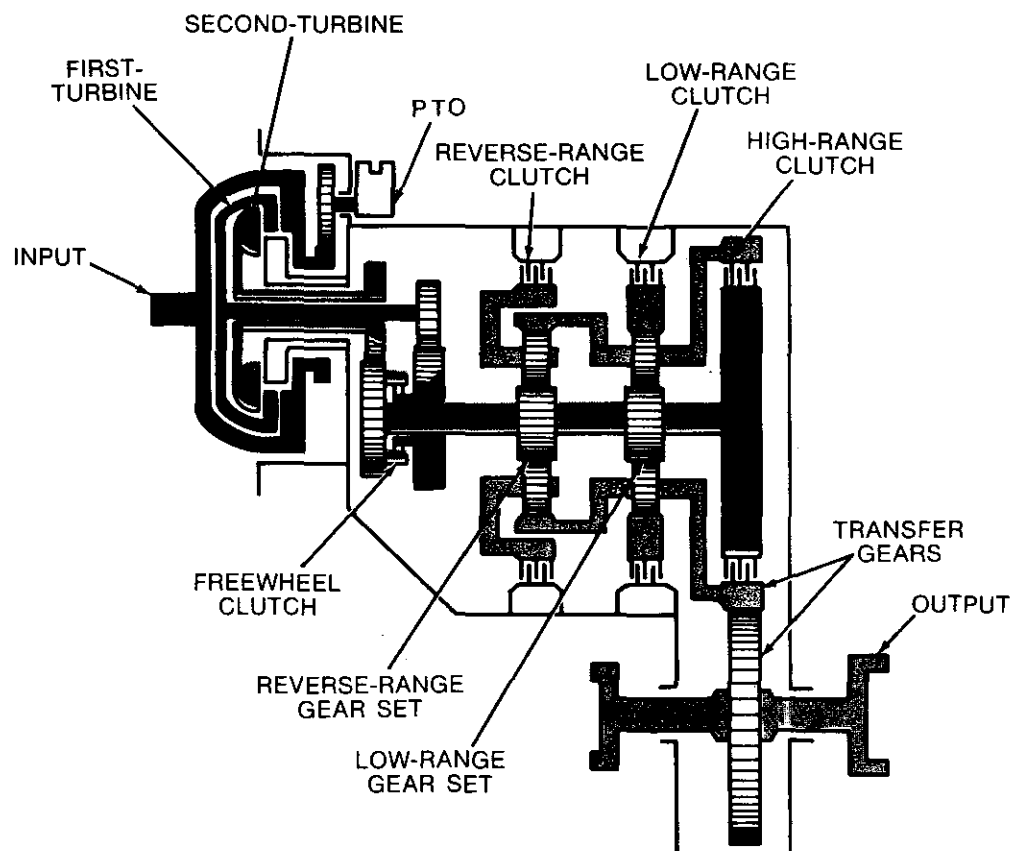 SECOND-TURBINE
FIRST-
TURBINE
PTO
LOW-RANGE
CLUTCH
REVERSE-RANGE
CLUTCH
HIGH-RANGE
CLUTCH
INPUT
FREEWHEEL
CLUTCH
TRANSFER
GEARS
OUTPUT
REVERSE-RANGE
GEAR SET
LOW-RANGE
GEAR SET